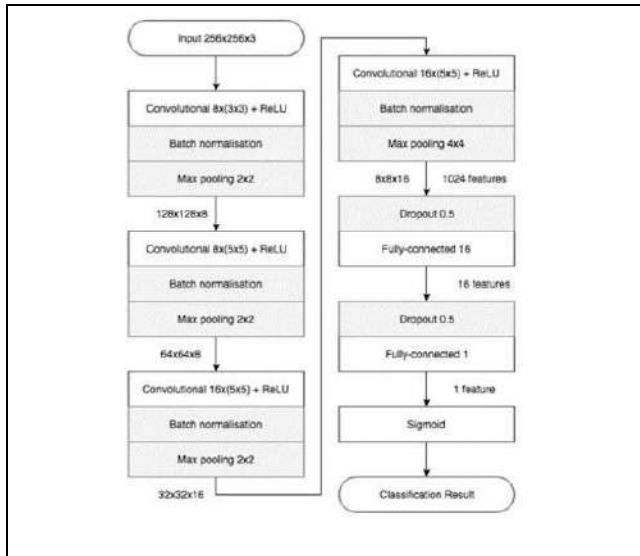 Input 256x256x3
Convolutional 8x(3x3) + ReLU
Batch normalisation
Max pooling 2x2
128x128x8
Convolutional 8x(5x5) + ReLU
Batch normalisation
Max pooling 2x2
64x64x8
Convolutional 16x(5x5) + ReLU
Batch normalisation
Max pooling 2x2
32x32x16
Convolutional 16x(5x5) + ReLU
Batch normalisation
Max pooling 4x4
8x8x16 1024 features
Dropout 0.5
Fully-connected 16
16 features
Dropout 0.5
Fully-connected 1
1 feature
Sigmoid
Classification Result